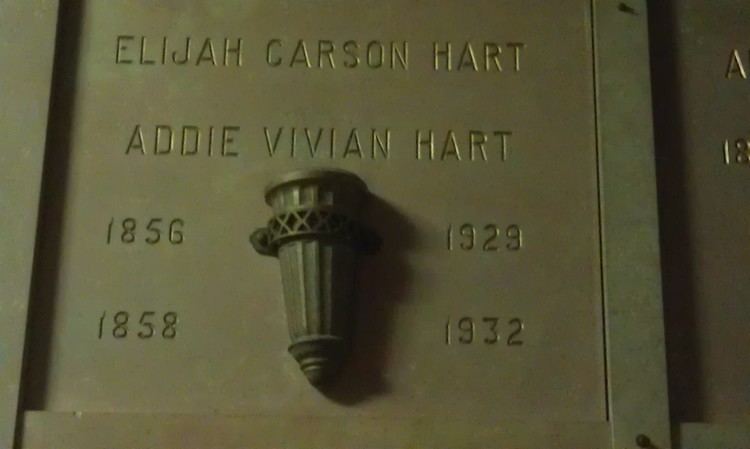 ELIJAH CARSON HART
ADDIE VIVIAN HART
1856 1929
1858 1932